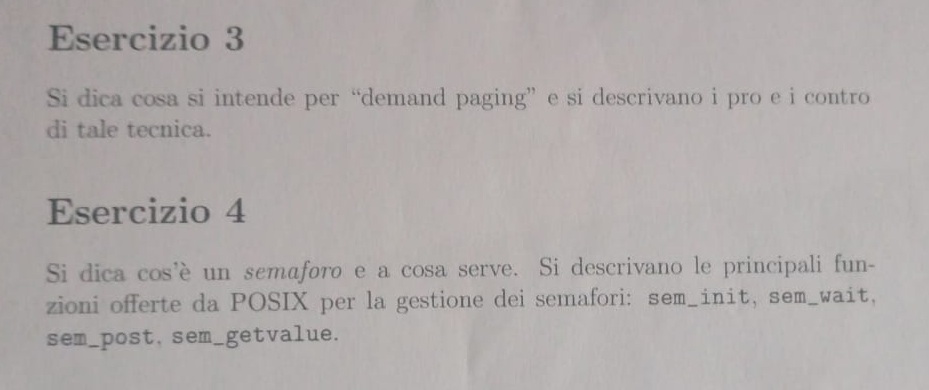 Esercizio 3
Si dica cosa si intende per “demand paging” e si descrivano i pro e i contro
di tale tecnica.
Esercizio 4
Si dica cos'è un semaforo e a cosa serve. Si descrivano le principali fun-
zioni offerte da POSIX per la gestione dei semafori: sem_init, sem_wait,
sem_post, sem_getvalue.